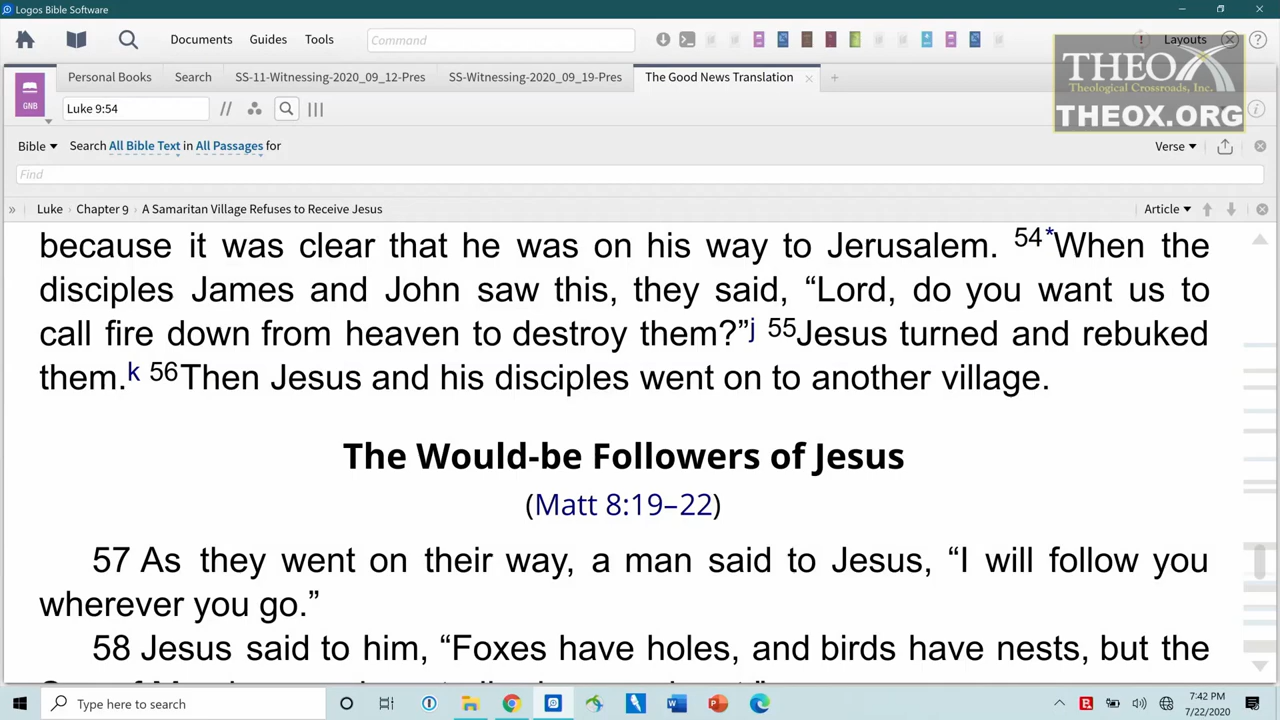 Logos Bible Software
Documents Guides Tools Command Layouts
THEOX
Theological Crossroads, Inc.
THEOX.ORG
Personal Books Search SS-11-Witnessing-2020_09_12-Pres SS-Witnessing-2020_09_19-Pres The Good News Translation
GNB
Luke 9:54
Bible Search All Bible Text in All Passages for Verse
Find
» Luke › Chapter 9 › A Samaritan Village Refuses to Receive Jesus Article
because it was clear that he was on his way to Jerusalem. 54*When the
disciples James and John saw this, they said, “Lord, do you want us to
call fire down from heaven to destroy them?”j 55Jesus turned and rebuked
them.k 56Then Jesus and his disciples went on to another village.
The Would-be Followers of Jesus
(Matt 8:19–22)
57 As they went on their way, a man said to Jesus, “I will follow you
wherever you go.”
58 Jesus said to him, “Foxes have holes, and birds have nests, but the
Type here to search
7:42 PM
7/22/2020